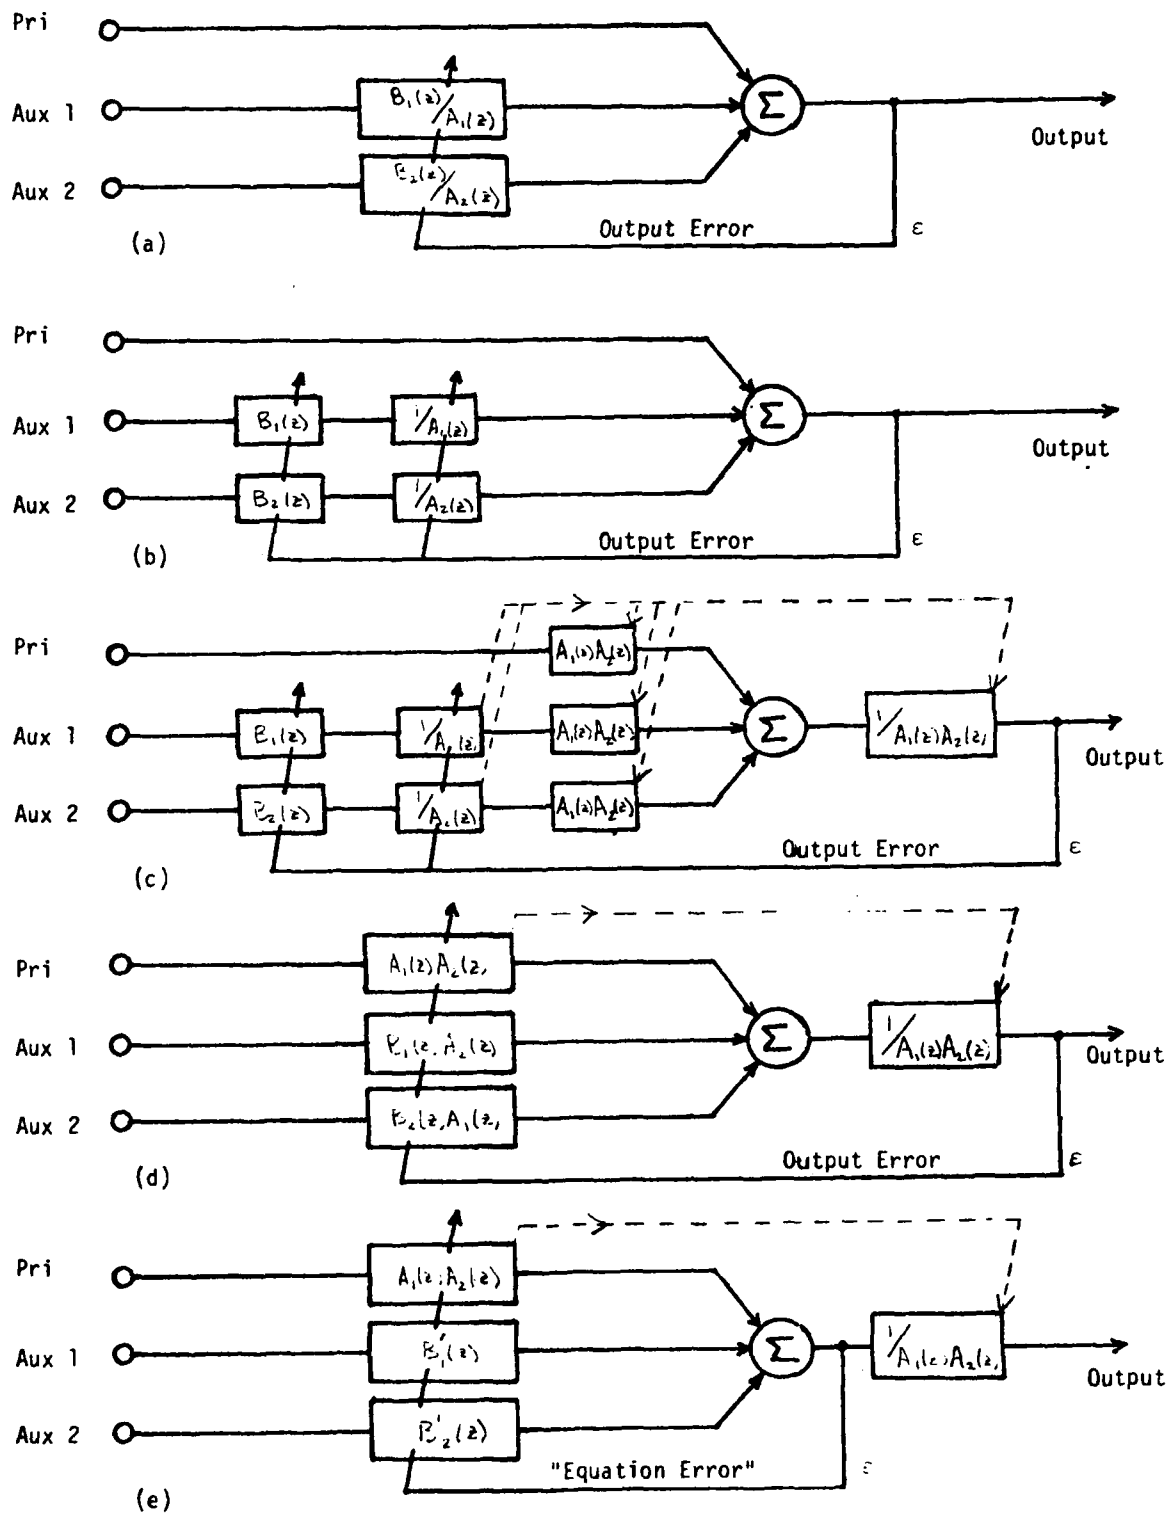 Pri
Aux 1
B₁(z)/A₁(z)
Σ
Output
Aux 2
B₂(z)/A₂(z)
Output Error
ε
(a)
Pri
Aux 1
B₁(z)
1/A₁(z)
Σ
Output
Aux 2
B₂(z)
1/A₂(z)
Output Error
ε
(b)
Pri
A₁(z)A₂(z)
Aux 1
B₁(z)
1/A₁(z)
A₁(z)A₂(z)
Σ
1/A₁(z)A₂(z)
Output
Aux 2
B₂(z)
1/A₂(z)
A₁(z)A₂(z)
Output Error
ε
(c)
Pri
A₁(z)A₂(z)
Aux 1
B₁(z)A₂(z)
Σ
1/A₁(z)A₂(z)
Output
Aux 2
B₂(z)A₁(z)
Output Error
ε
(d)
Pri
A₁(z)A₂(z)
Aux 1
B'₁(z)
Σ
1/A₁(z)A₂(z)
Output
Aux 2
B'₂(z)
"Equation Error"
ε
(e)